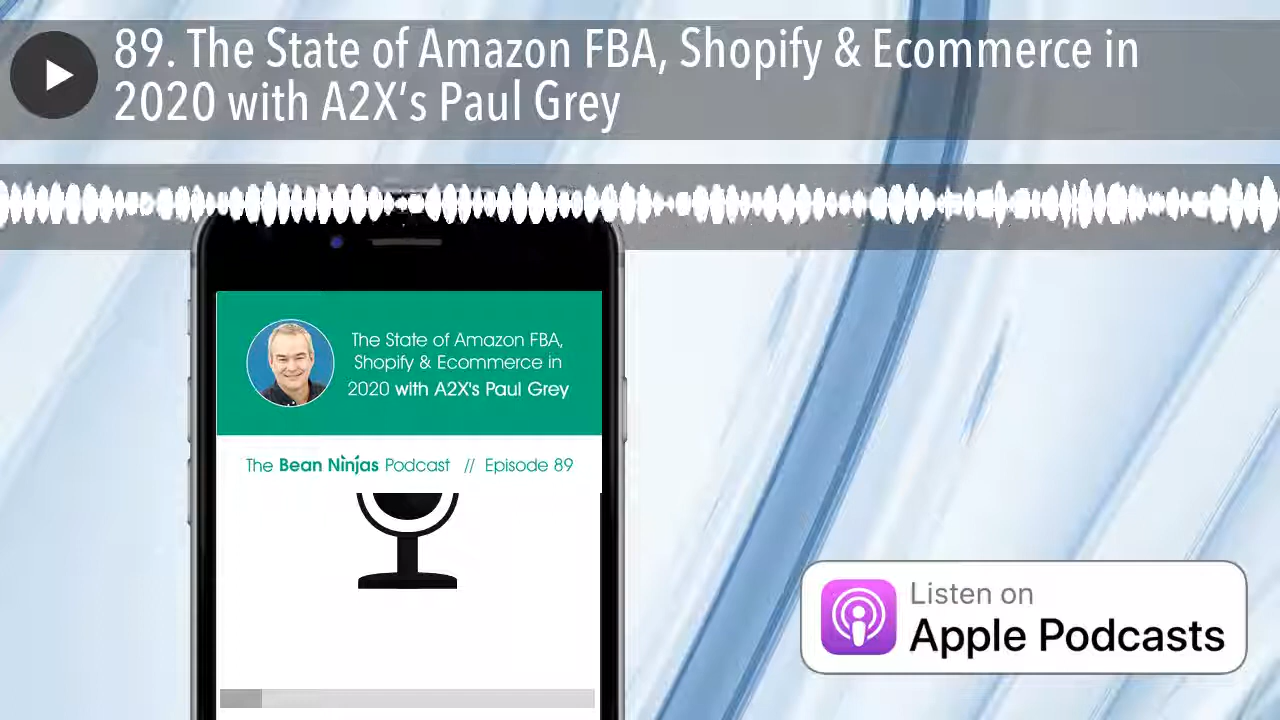 89. The State of Amazon FBA, Shopify & Ecommerce in
2020 with A2X’s Paul Grey
The State of Amazon FBA,
Shopify & Ecommerce in
2020 with A2X's Paul Grey
The Bean Ninjas Podcast // Episode 89
Listen on
Apple Podcasts